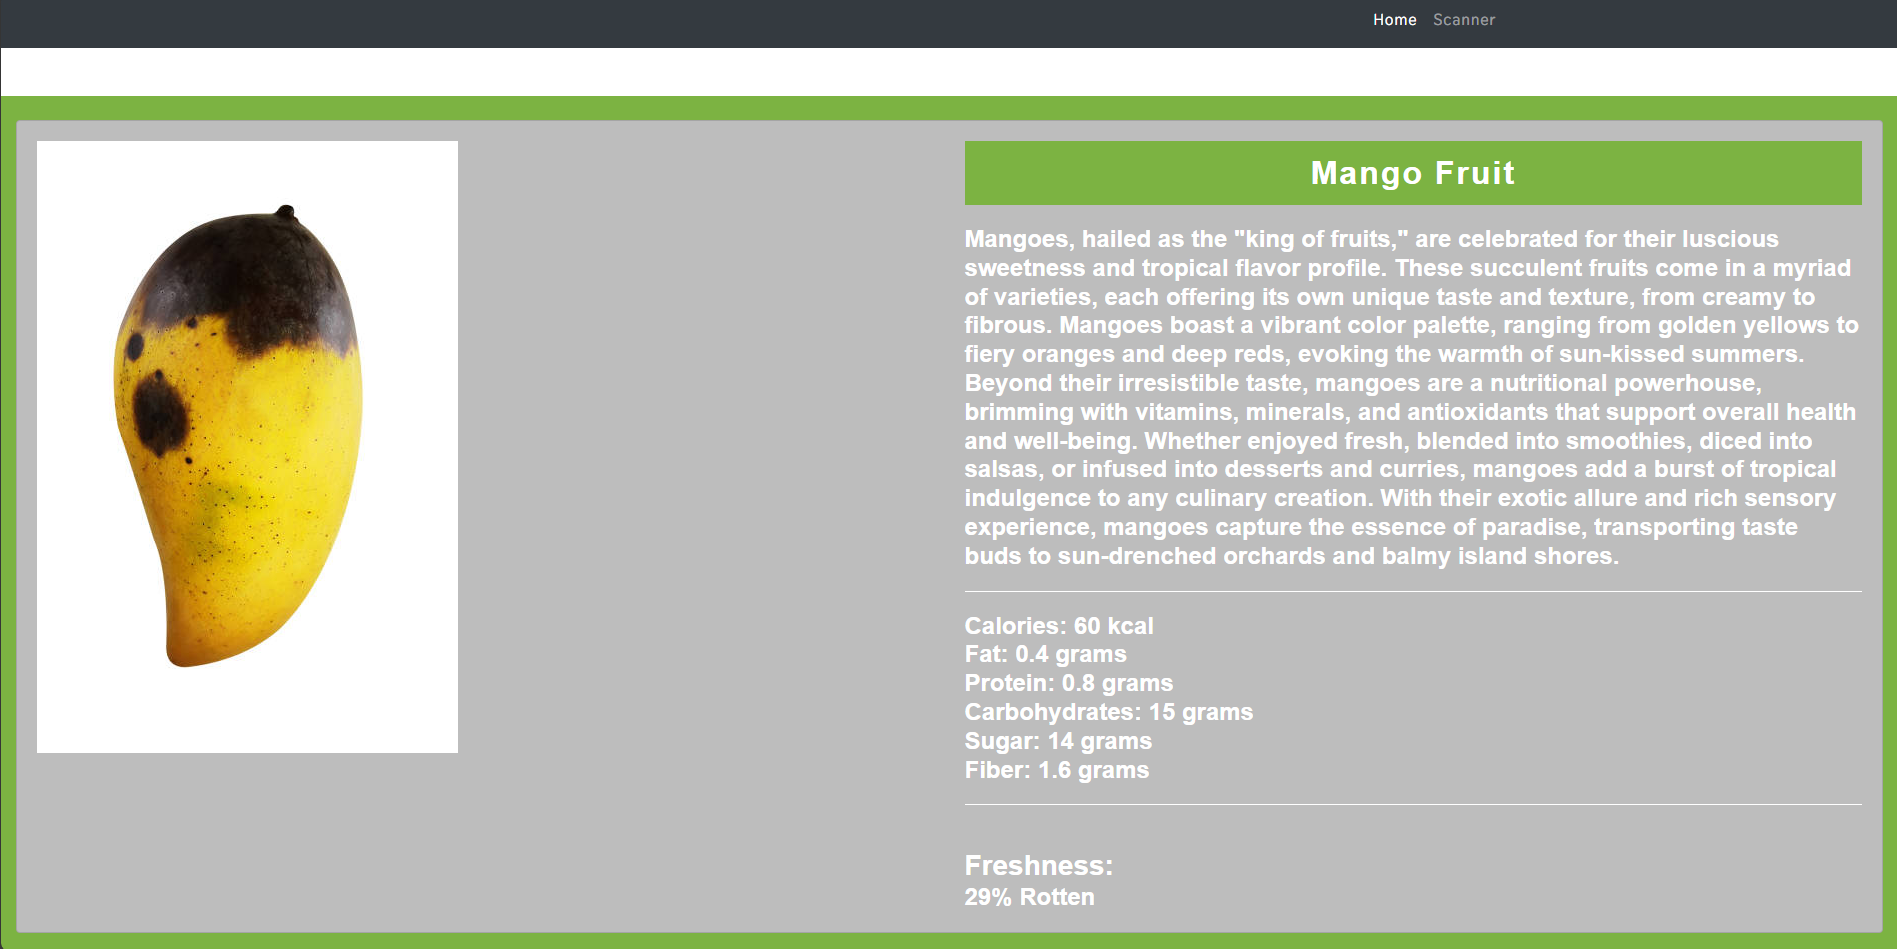 Home Scanner
Mango Fruit
Mangoes, hailed as the "king of fruits," are celebrated for their luscious
sweetness and tropical flavor profile. These succulent fruits come in a myriad
of varieties, each offering its own unique taste and texture, from creamy to
fibrous. Mangoes boast a vibrant color palette, ranging from golden yellows to
fiery oranges and deep reds, evoking the warmth of sun-kissed summers.
Beyond their irresistible taste, mangoes are a nutritional powerhouse,
brimming with vitamins, minerals, and antioxidants that support overall health
and well-being. Whether enjoyed fresh, blended into smoothies, diced into
salsas, or infused into desserts and curries, mangoes add a burst of tropical
indulgence to any culinary creation. With their exotic allure and rich sensory
experience, mangoes capture the essence of paradise, transporting taste
buds to sun-drenched orchards and balmy island shores.
Calories: 60 kcal
Fat: 0.4 grams
Protein: 0.8 grams
Carbohydrates: 15 grams
Sugar: 14 grams
Fiber: 1.6 grams
Freshness:
29% Rotten